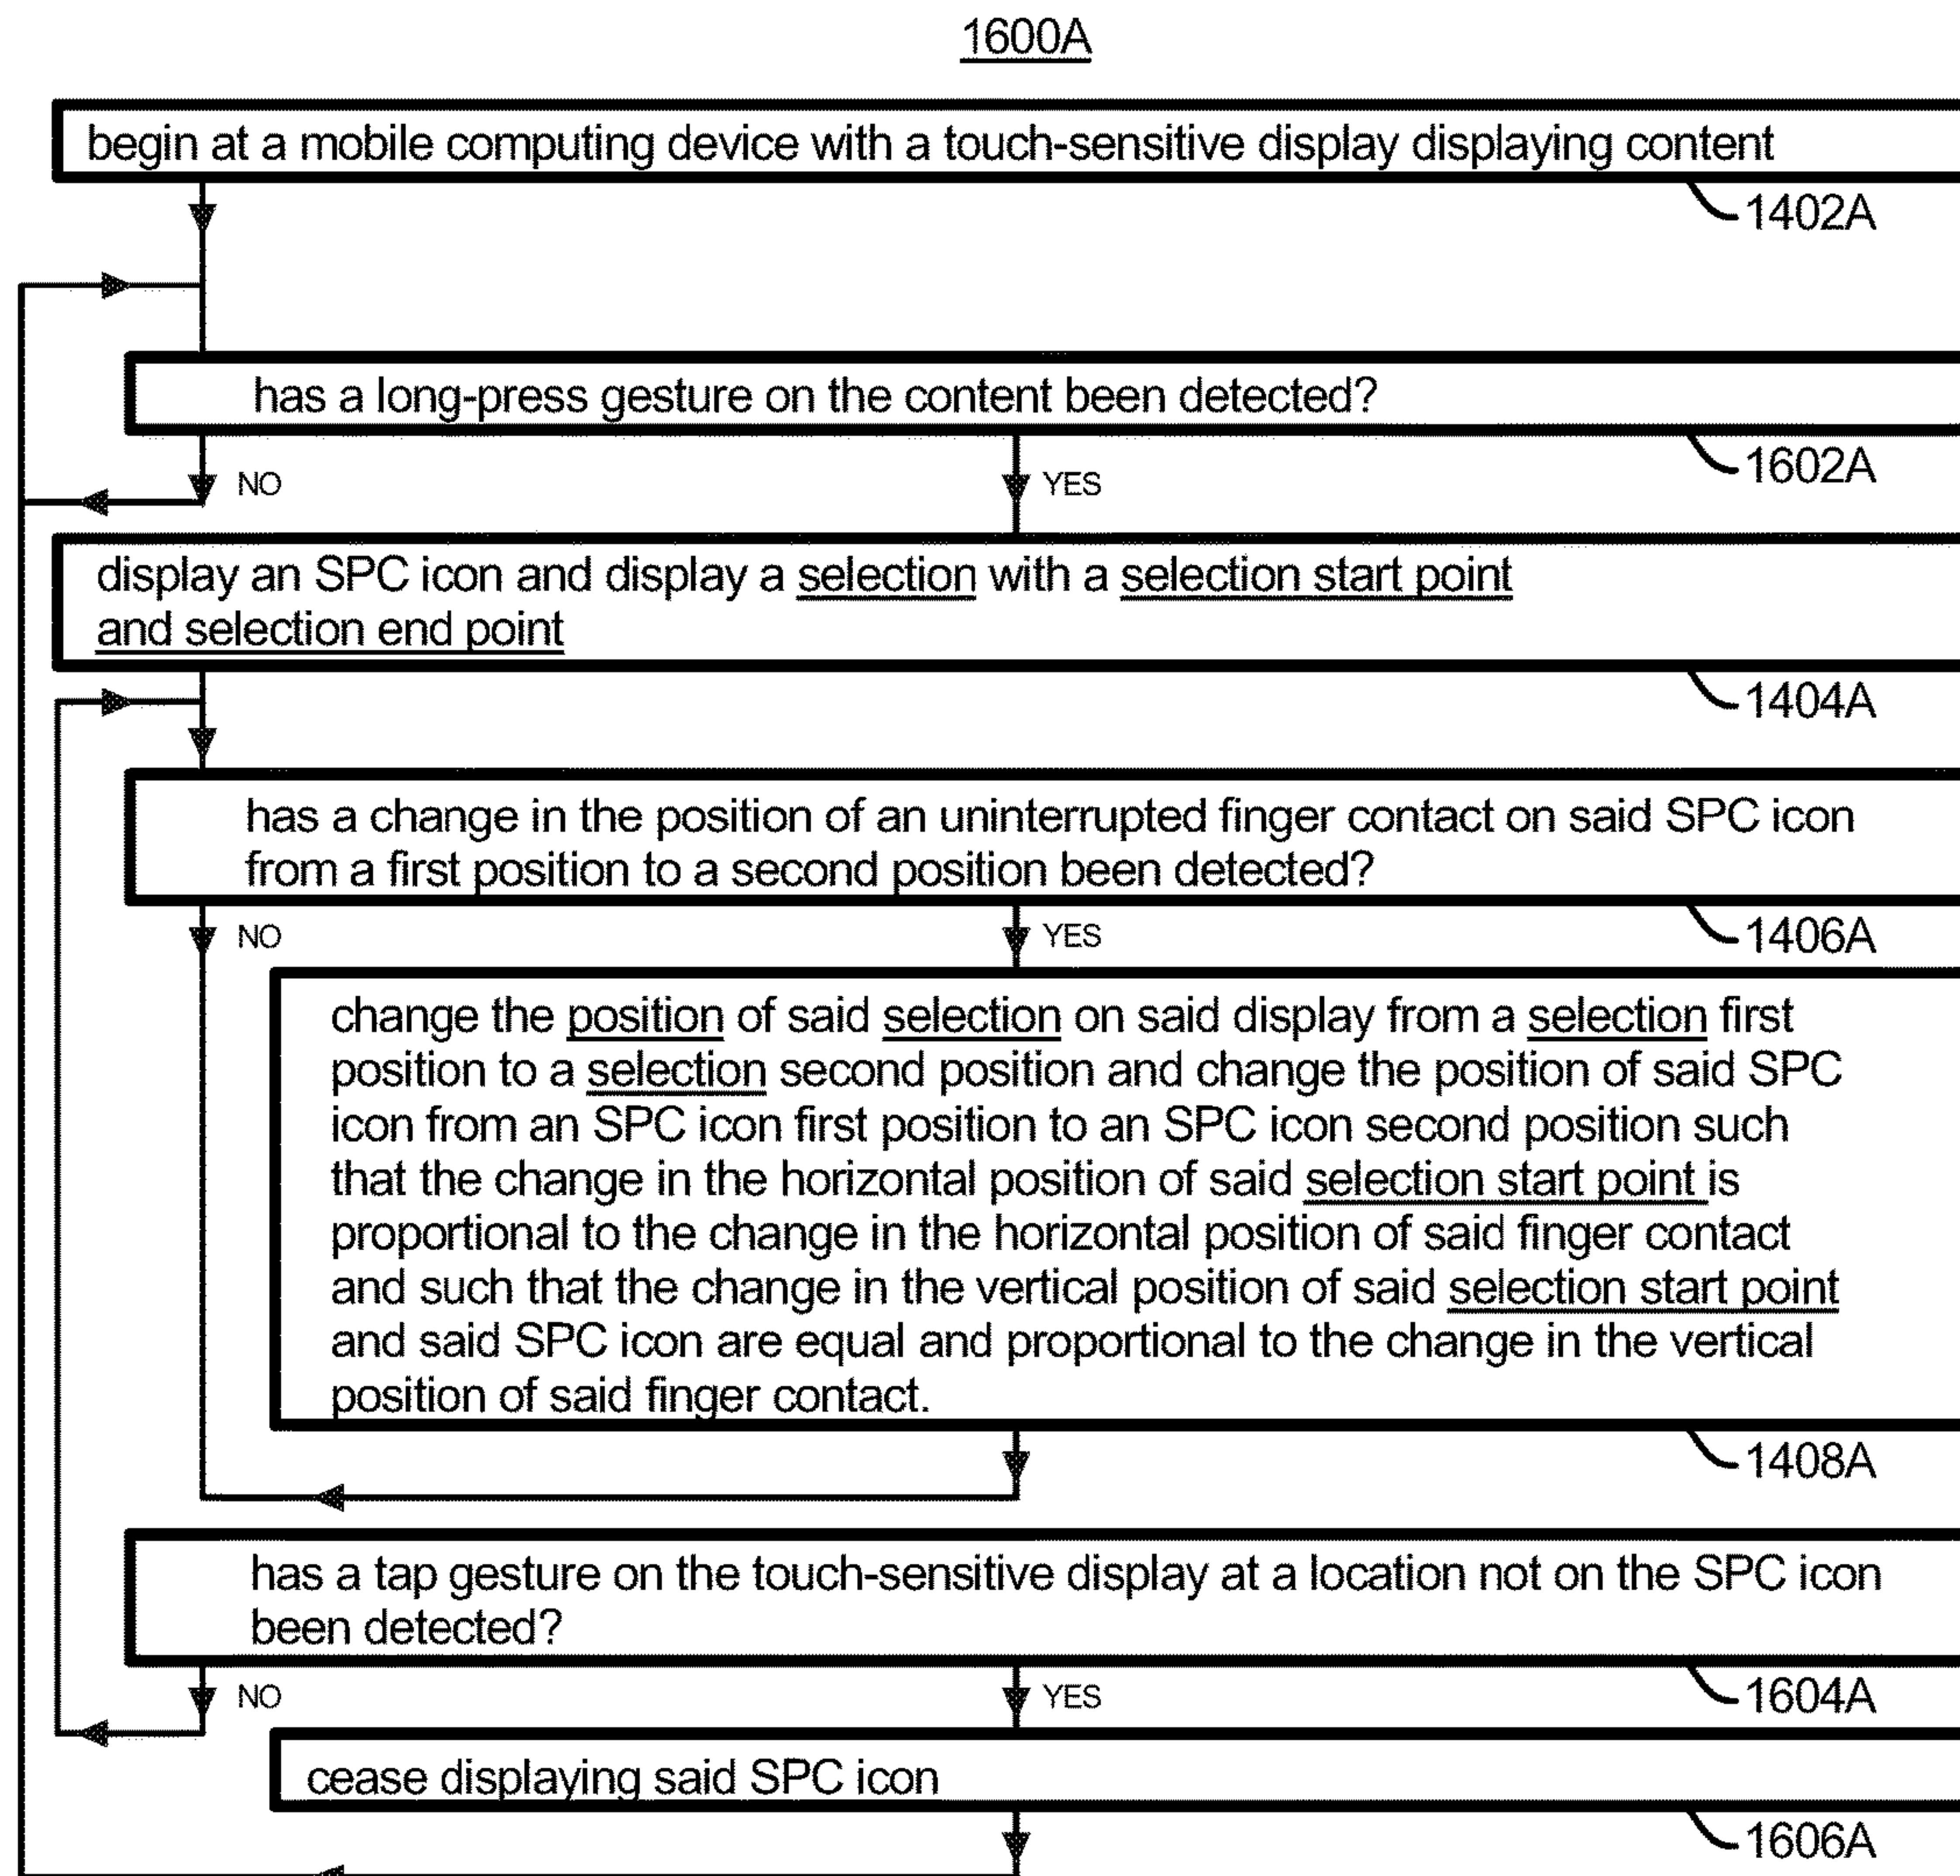 1600A
begin at a mobile computing device with a touch-sensitive display displaying content
1402A
has a long-press gesture on the content been detected?
1602A
NO
YES
display an SPC icon and display a selection with a selection start point
and selection end point
1404A
has a change in the position of an uninterrupted finger contact on said SPC icon
from a first position to a second position been detected?
1406A
NO
YES
change the position of said selection on said display from a selection first
position to a selection second position and change the position of said SPC
icon from an SPC icon first position to an SPC icon second position such
that the change in the horizontal position of said selection start point is
proportional to the change in the horizontal position of said finger contact
and such that the change in the vertical position of said selection start point
and said SPC icon are equal and proportional to the change in the vertical
position of said finger contact.
1408A
has a tap gesture on the touch-sensitive display at a location not on the SPC icon
been detected?
1604A
NO
YES
cease displaying said SPC icon
1606A